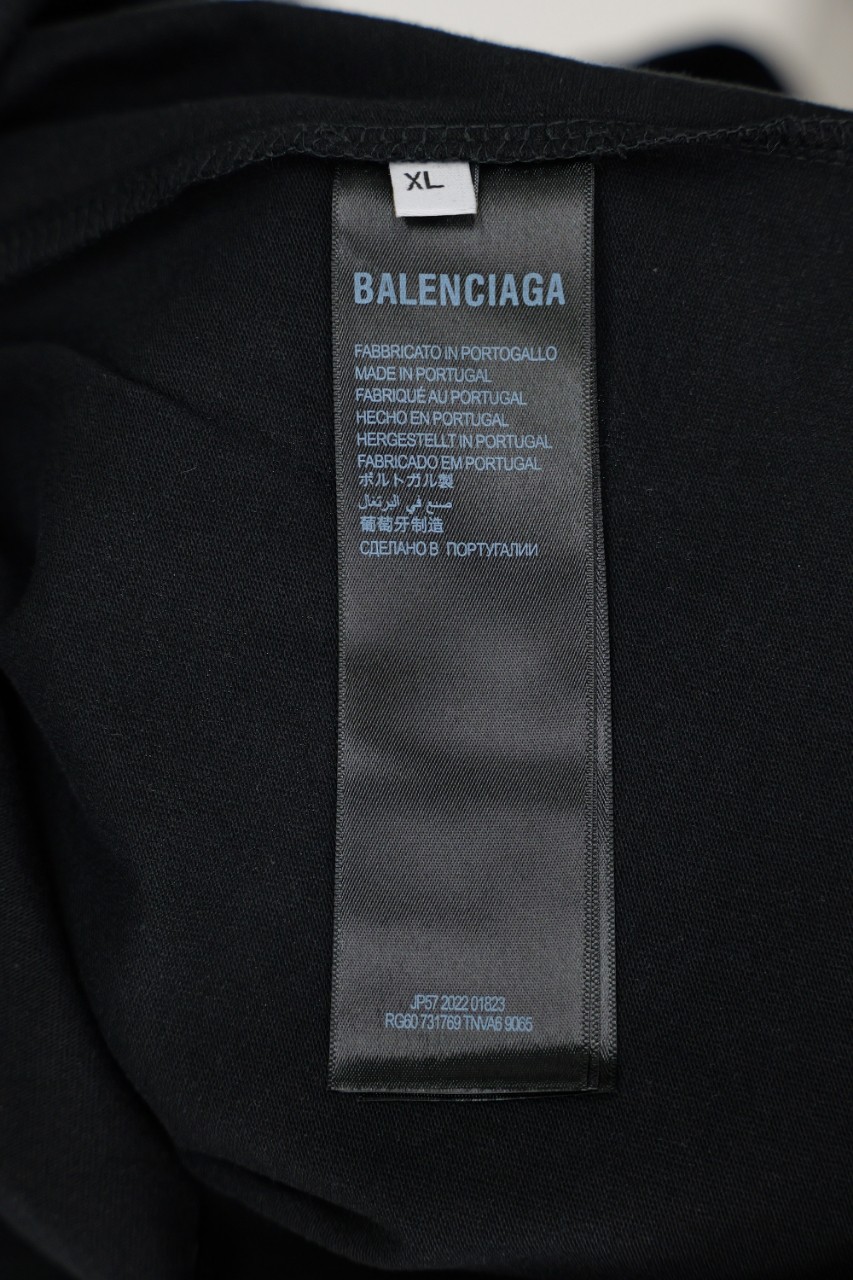 XL
BALENCIAGA
FABBRICATO IN PORTOGALLO
MADE IN PORTUGAL
FABRIQUÉ AU PORTUGAL
HECHO EN PORTUGAL
HERGESTELLT IN PORTUGAL
FABRICADO EM PORTUGAL
ポルトガル製
صنع في البرتغال
葡萄牙制造
СДЕЛАНО В ПОРТУГАЛИИ
JP57 2022 01823
RG60 731769 TNVA6 9065